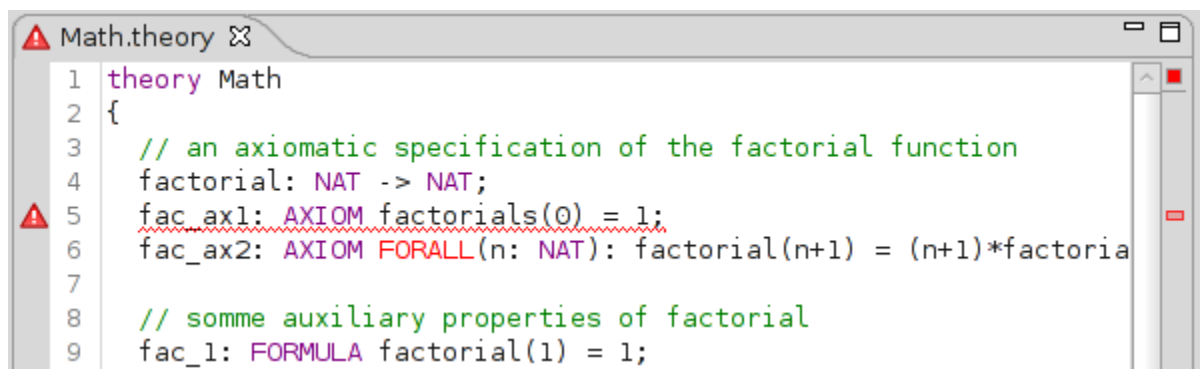 Math.theory
1 theory Math
2 {
3 // an axiomatic specification of the factorial function
4 factorial: NAT -> NAT;
5 fac_ax1: AXIOM factorials(0) = 1;
6 fac_ax2: AXIOM FORALL(n: NAT): factorial(n+1) = (n+1)*factoria
7
8 // somme auxiliary properties of factorial
9 fac_1: FORMULA factorial(1) = 1;